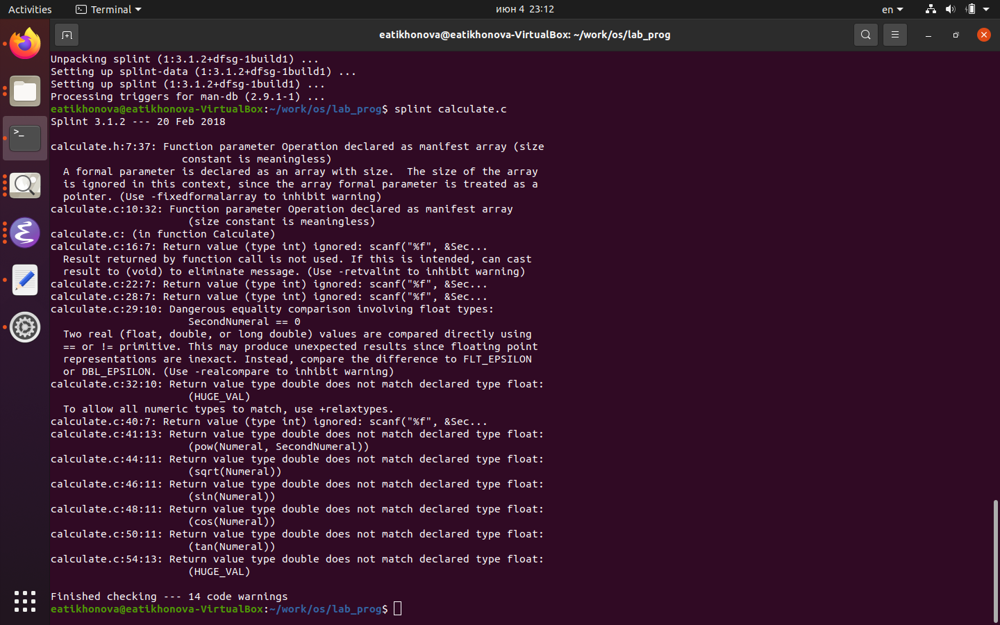 Activities Terminal июн 4 23:12 en
eatikhonova@eatikhonova-VirtualBox: ~/work/os/lab_prog
Unpacking splint (1:3.1.2+dfsg-1build1) ...
Setting up splint-data (1:3.1.2+dfsg-1build1) ...
Setting up splint (1:3.1.2+dfsg-1build1) ...
Processing triggers for man-db (2.9.1-1) ...
eatikhonova@eatikhonova-VirtualBox:~/work/os/lab_prog$ splint calculate.c
Splint 3.1.2 --- 20 Feb 2018
calculate.h:7:37: Function parameter Operation declared as manifest array (size
constant is meaningless)
A formal parameter is declared as an array with size.  The size of the array
is ignored in this context, since the array formal parameter is treated as a
pointer. (Use -fixedformalarray to inhibit warning)
calculate.c:10:32: Function parameter Operation declared as manifest array
(size constant is meaningless)
calculate.c: (in function Calculate)
calculate.c:16:7: Return value (type int) ignored: scanf("%f", &Sec...
Result returned by function call is not used. If this is intended, can cast
result to (void) to eliminate message. (Use -retvalint to inhibit warning)
calculate.c:22:7: Return value (type int) ignored: scanf("%f", &Sec...
calculate.c:28:7: Return value (type int) ignored: scanf("%f", &Sec...
calculate.c:29:10: Dangerous equality comparison involving float types:
SecondNumeral == 0
Two real (float, double, or long double) values are compared directly using
== or != primitive. This may produce unexpected results since floating point
representations are inexact. Instead, compare the difference to FLT_EPSILON
or DBL_EPSILON. (Use -realcompare to inhibit warning)
calculate.c:32:10: Return value type double does not match declared type float:
(HUGE_VAL)
To allow all numeric types to match, use +relaxtypes.
calculate.c:40:7: Return value (type int) ignored: scanf("%f", &Sec...
calculate.c:41:13: Return value type double does not match declared type float:
(pow(Numeral, SecondNumeral))
calculate.c:44:11: Return value type double does not match declared type float:
(sqrt(Numeral))
calculate.c:46:11: Return value type double does not match declared type float:
(sin(Numeral))
calculate.c:48:11: Return value type double does not match declared type float:
(cos(Numeral))
calculate.c:50:11: Return value type double does not match declared type float:
(tan(Numeral))
calculate.c:54:13: Return value type double does not match declared type float:
(HUGE_VAL)
Finished checking --- 14 code warnings
eatikhonova@eatikhonova-VirtualBox:~/work/os/lab_prog$